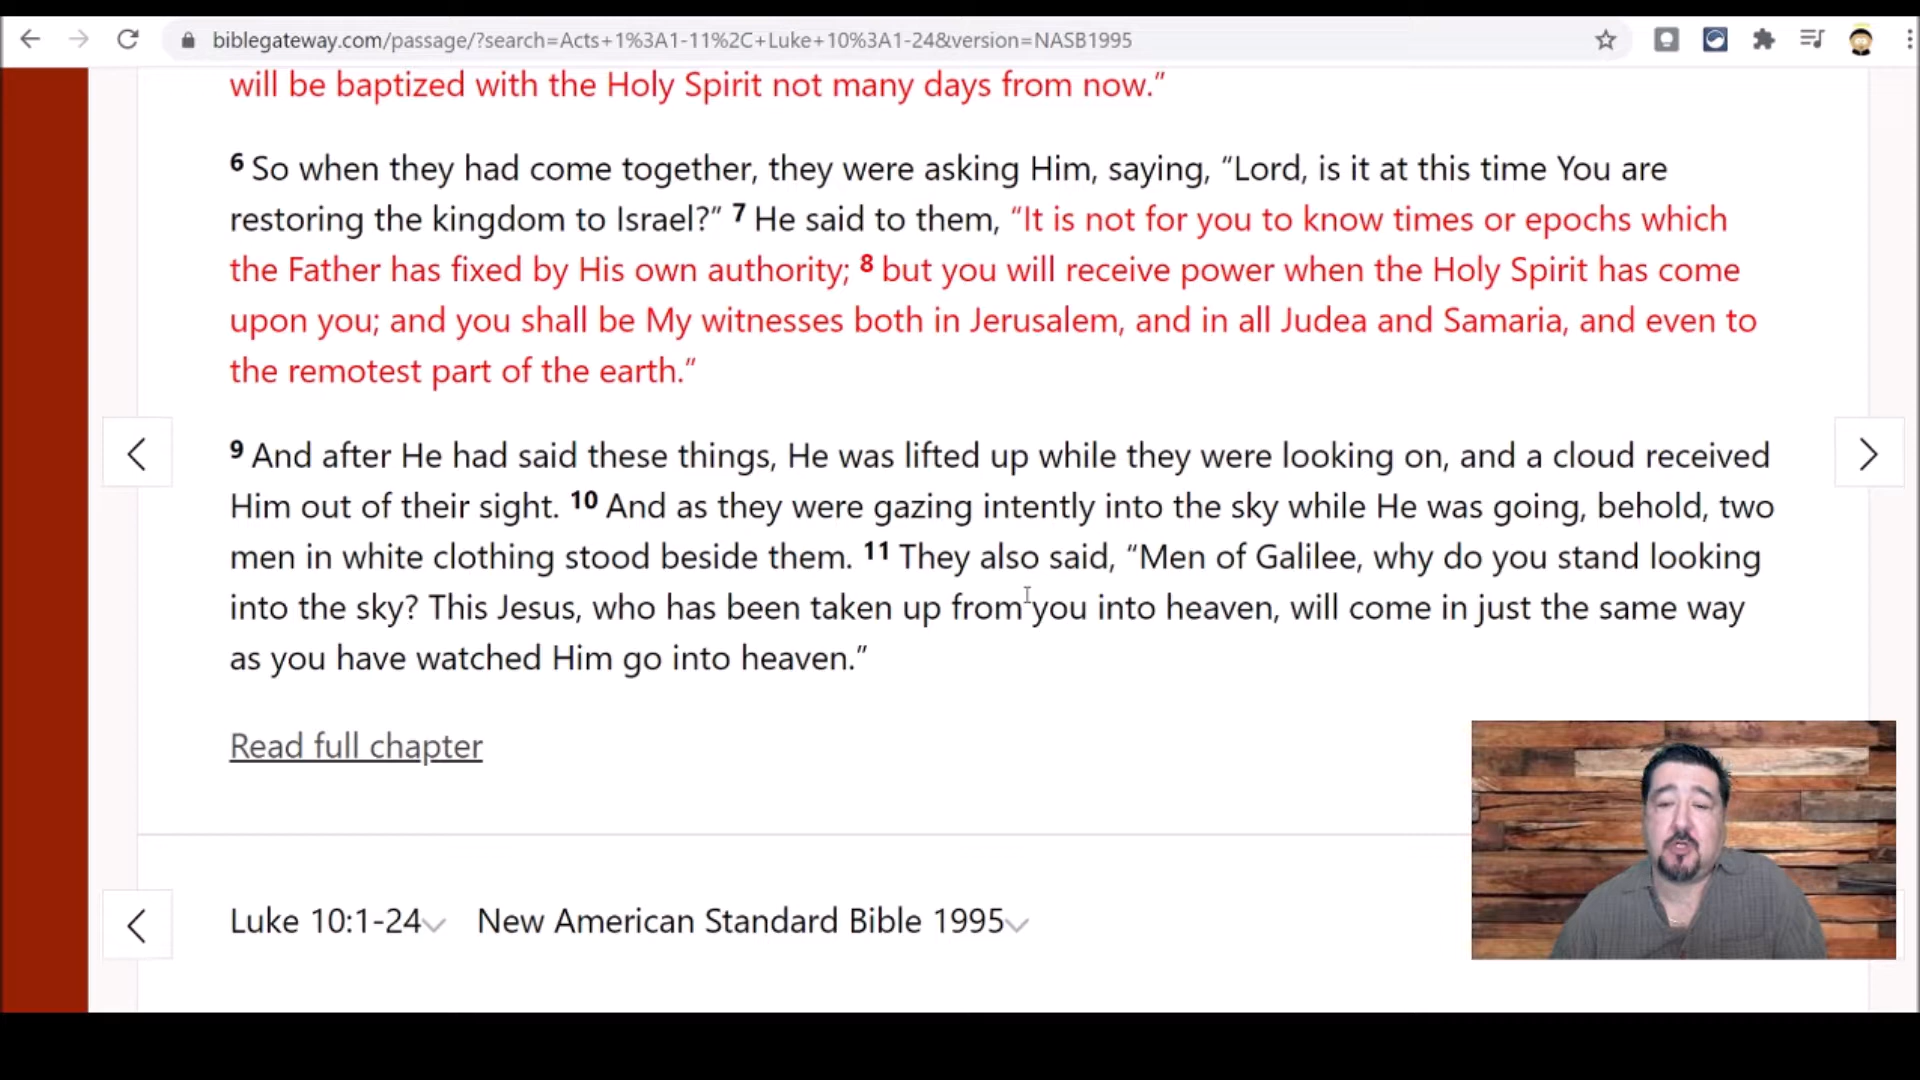 biblegateway.com/passage/?search=Acts+1%3A1-11%2C+Luke+10%3A1-24&version=NASB1995
will be baptized with the Holy Spirit not many days from now.”
6 So when they had come together, they were asking Him, saying, “Lord, is it at this time You are
restoring the kingdom to Israel?” 7 He said to them, “It is not for you to know times or epochs which
the Father has fixed by His own authority; 8 but you will receive power when the Holy Spirit has come
upon you; and you shall be My witnesses both in Jerusalem, and in all Judea and Samaria, and even to
the remotest part of the earth.”
9 And after He had said these things, He was lifted up while they were looking on, and a cloud received
Him out of their sight. 10 And as they were gazing intently into the sky while He was going, behold, two
men in white clothing stood beside them. 11 They also said, “Men of Galilee, why do you stand looking
into the sky? This Jesus, who has been taken up from you into heaven, will come in just the same way
as you have watched Him go into heaven.”
Read full chapter
Luke 10:1-24 New American Standard Bible 1995